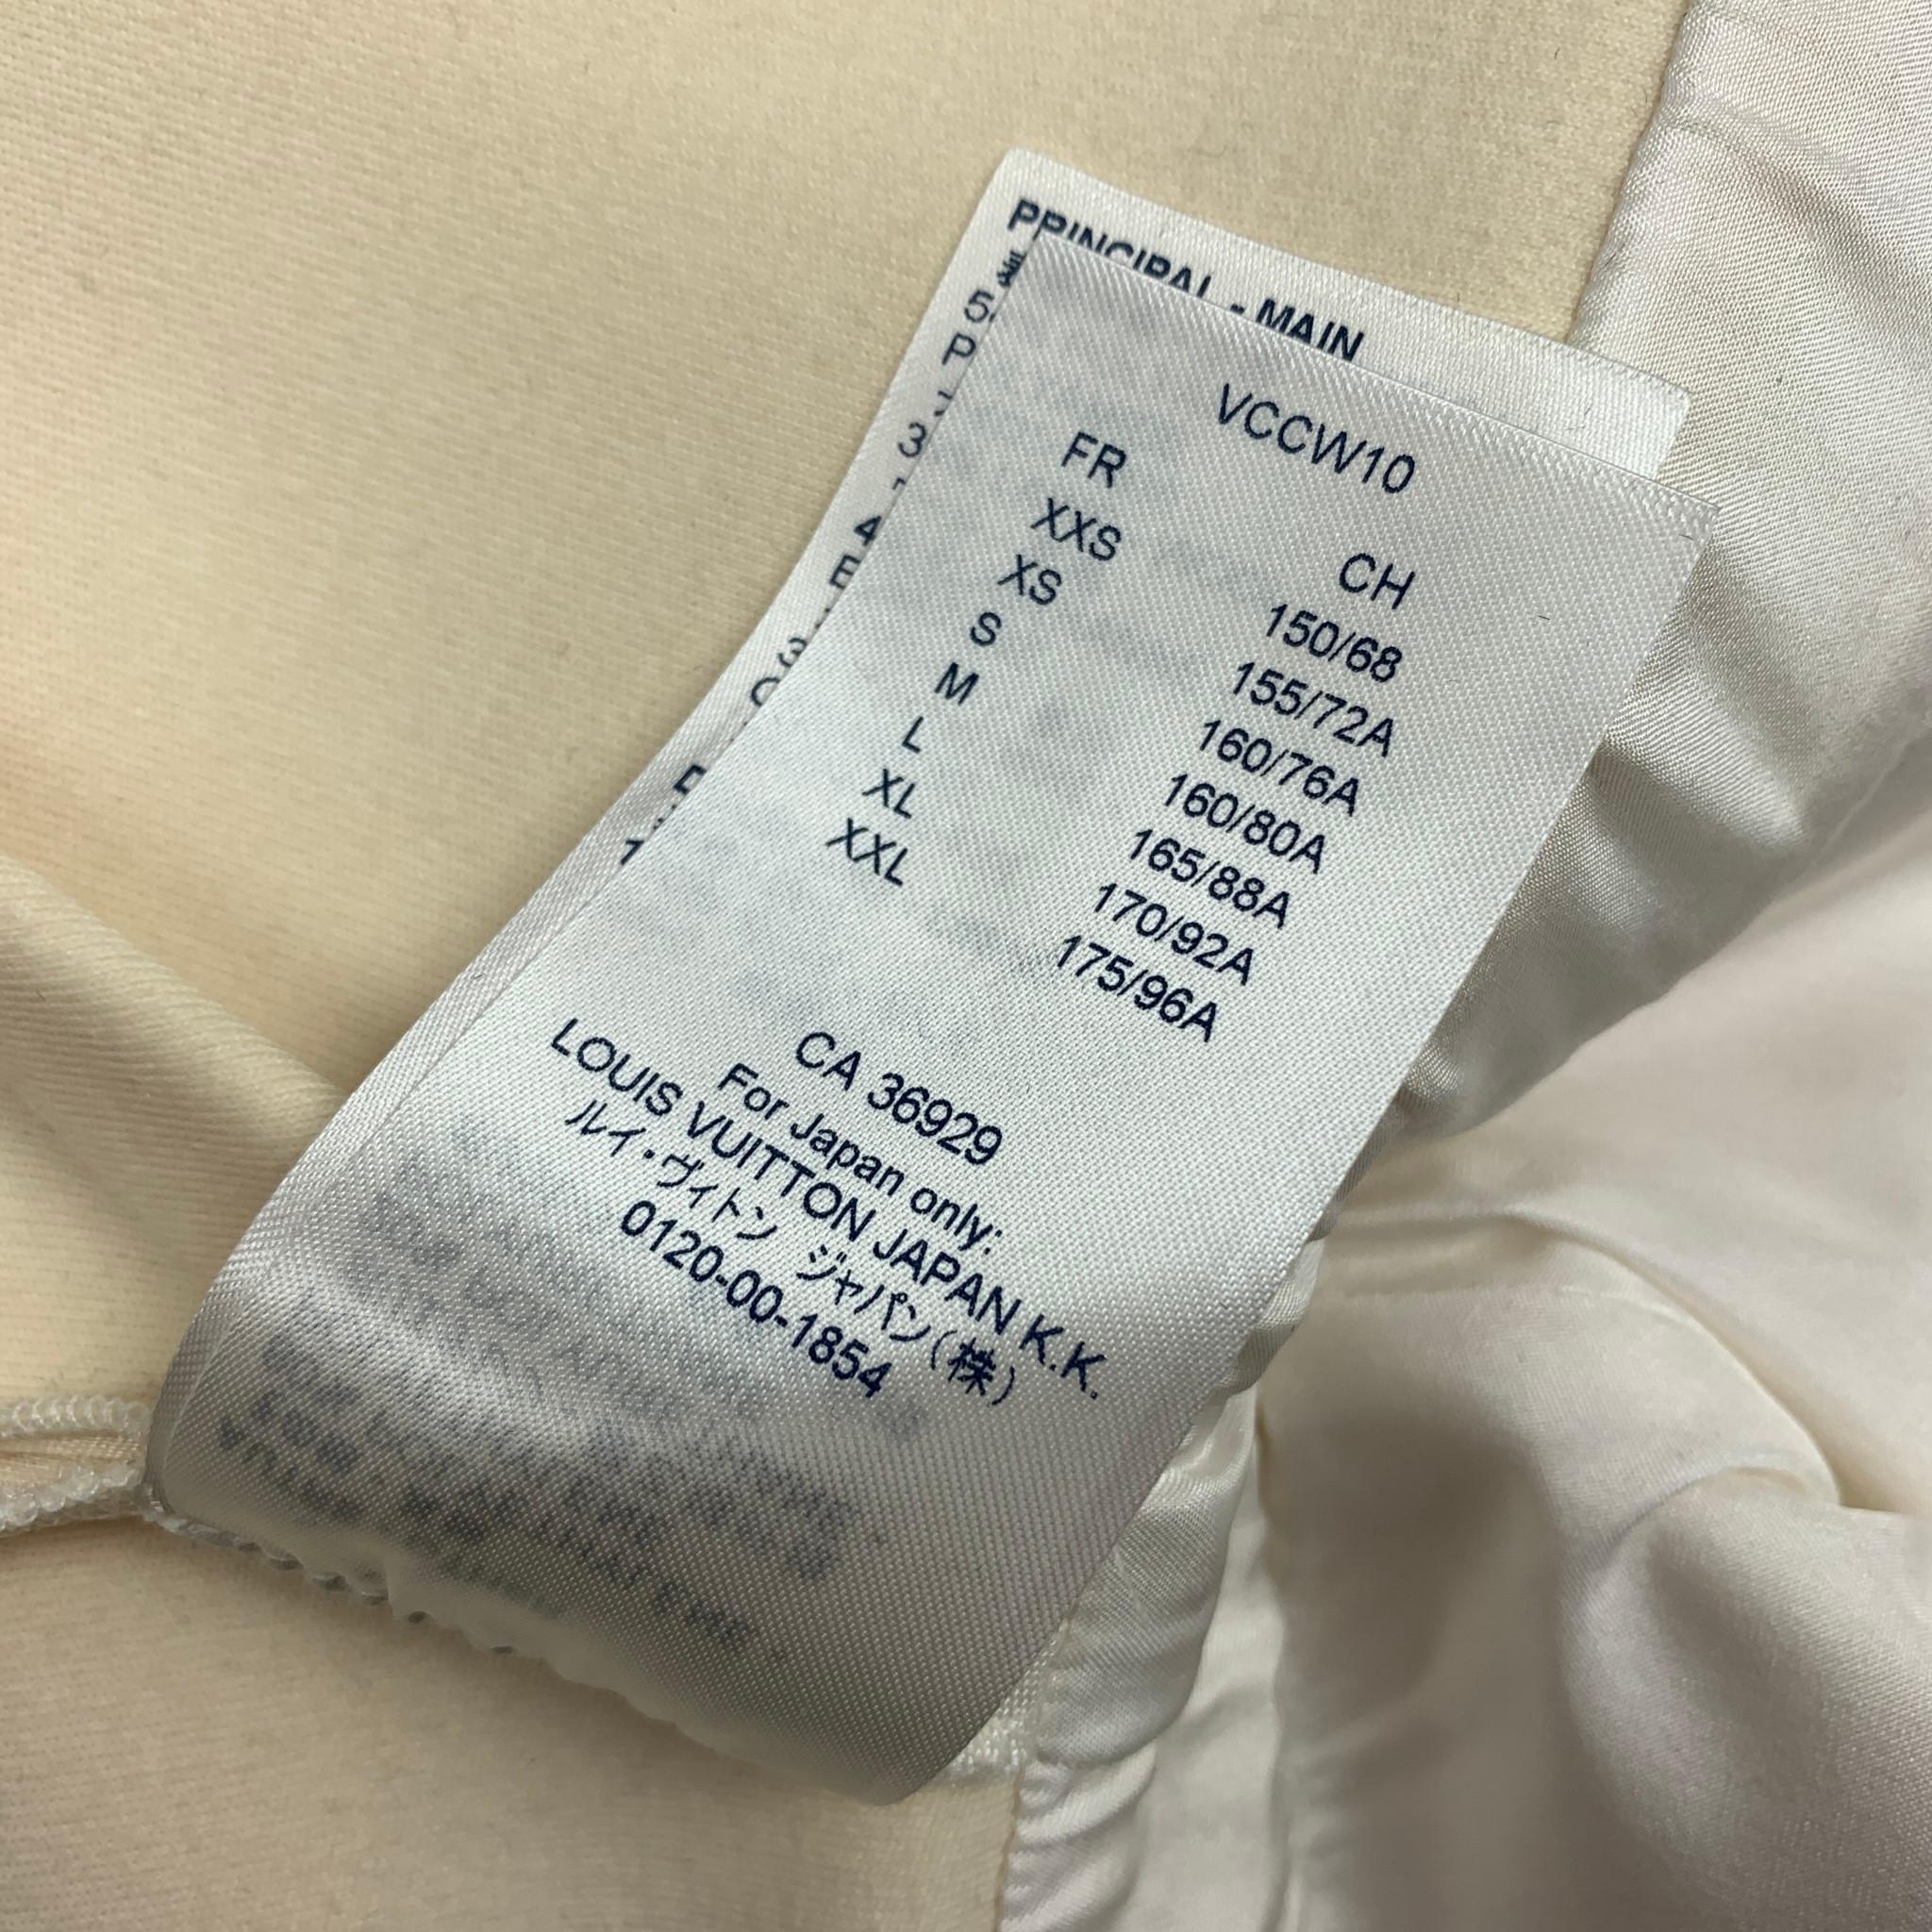 PRINCIPAL - MAIN
VCCW10
FR CH
XXS 150/68
XS 155/72A
S 160/76A
M 160/80A
L 165/88A
XL 170/92A
XXL 175/96A
CA 36929
For Japan only:
LOUIS VUITTON JAPAN K.K.
ルイ・ヴィトン ジャパン(株)
0120-00-1854